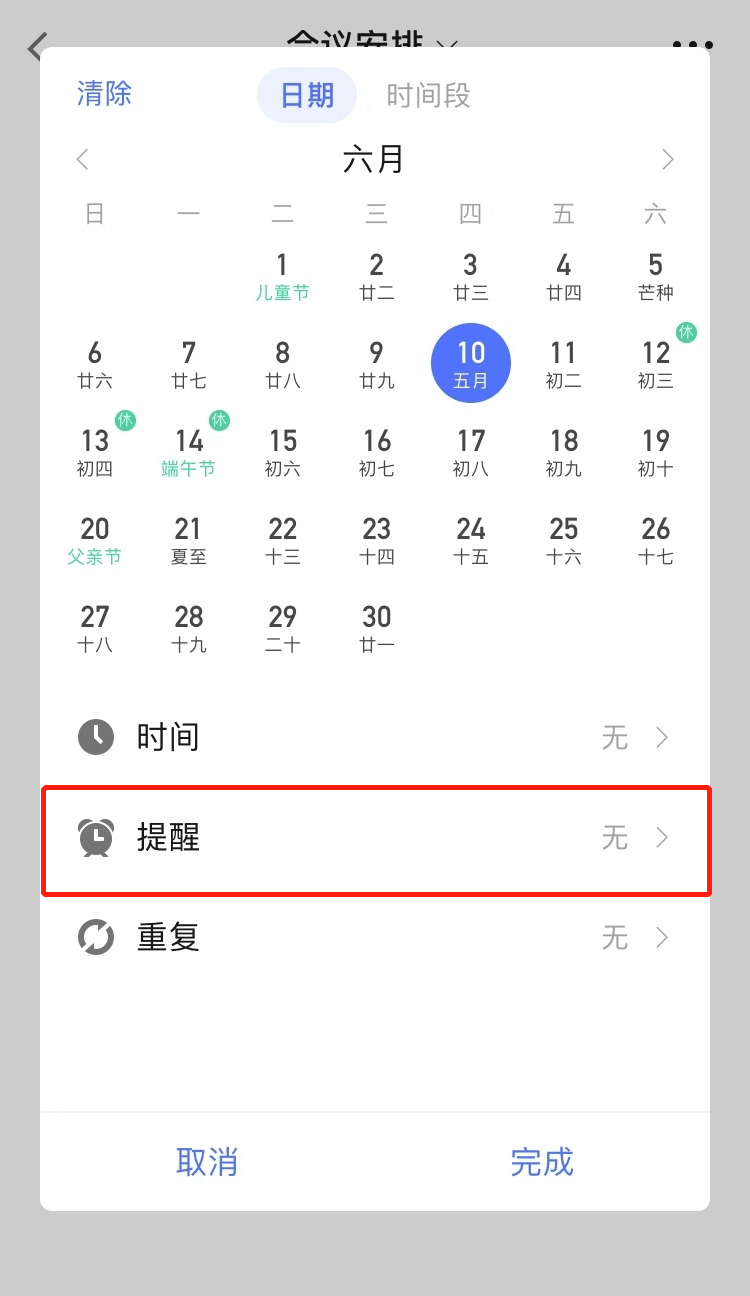 会议安排
清除 日期 时间段
六月
日 一 二 三 四 五 六
1 2 3 4 5
儿童节 廿二 廿三 廿四 芒种
休
6 7 8 9 10 11 12
廿六 廿七 廿八 廿九 五月 初二 初三
休 休
13 14 15 16 17 18 19
初四 端午节 初六 初七 初八 初九 初十
20 21 22 23 24 25 26
父亲节 夏至 十三 十四 十五 十六 十七
27 28 29 30
十八 十九 二十 廿一
时间 无
提醒 无
重复 无
取消 完成